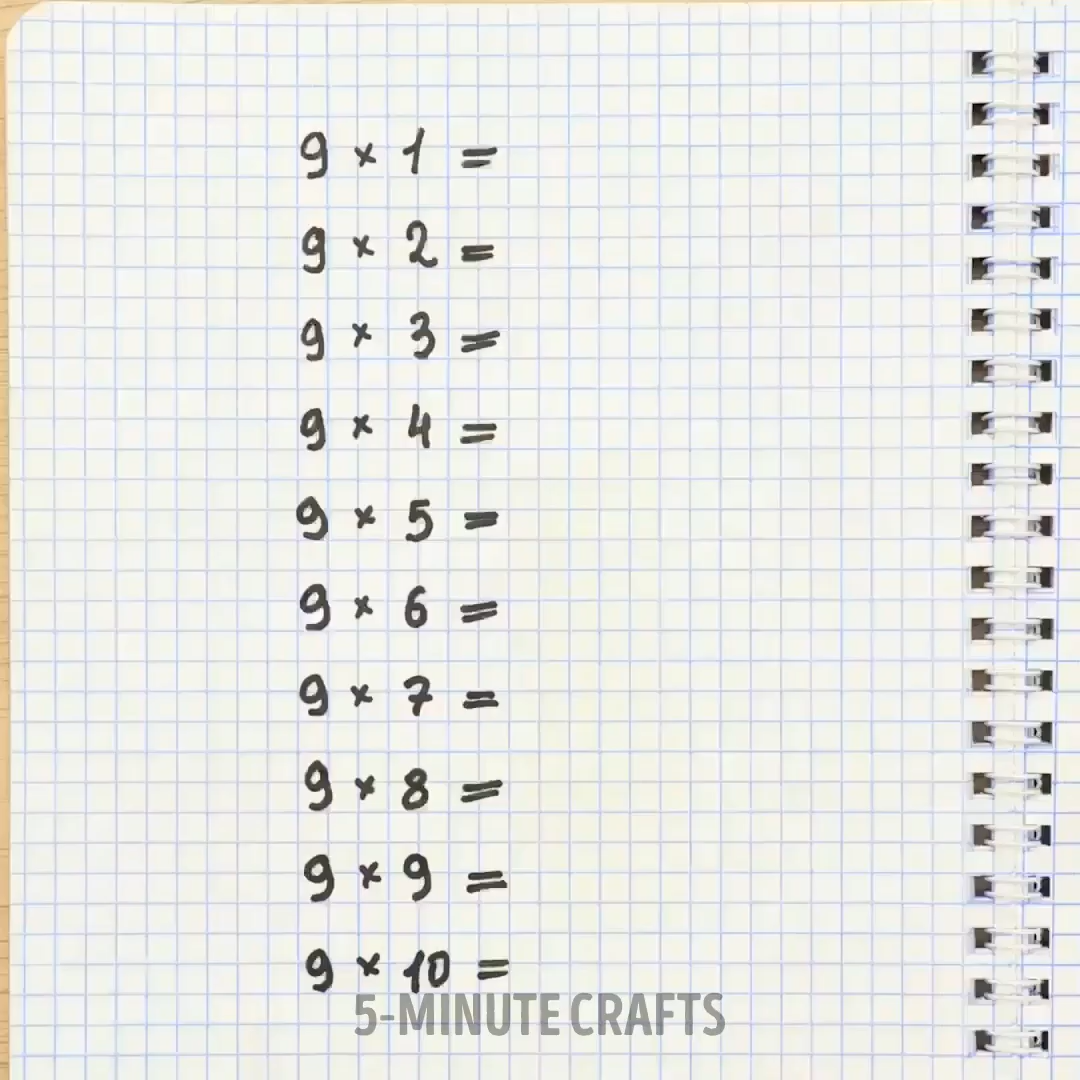 9 × 1 =
9 × 2 =
9 × 3 =
9 × 4 =
9 × 5 =
9 × 6 =
9 × 7 =
9 × 8 =
9 × 9 =
9 × 10 =
5-MINUTE CRAFTS